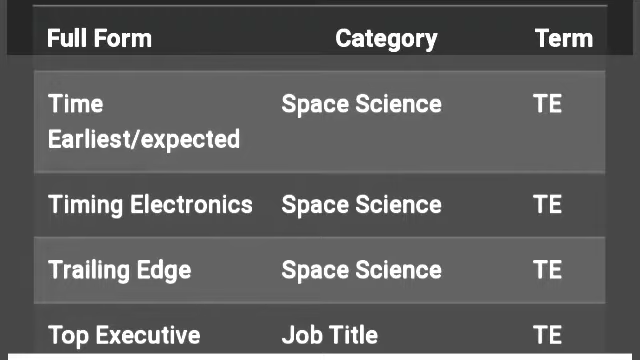 Full Form Category Term
Time Space Science TE
Earliest/expected
Timing Electronics Space Science TE
Trailing Edge Space Science TE
Top Executive Job Title TE